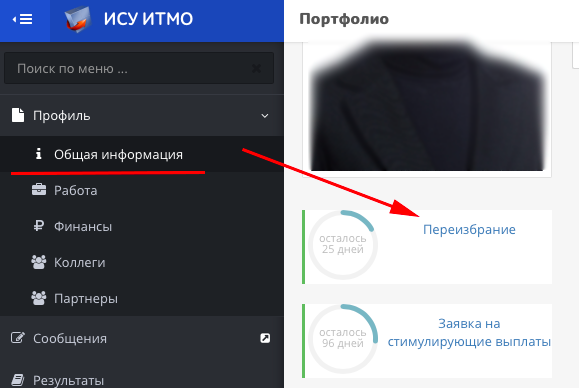 ИСУ ИТМО
Поиск по меню ...
Профиль
Общая информация
Работа
Финансы
Коллеги
Партнеры
Сообщения
Результаты
Портфолио
осталось
25 дней
Переизбрание
осталось
96 дней
Заявка на
стимулирующие выплаты